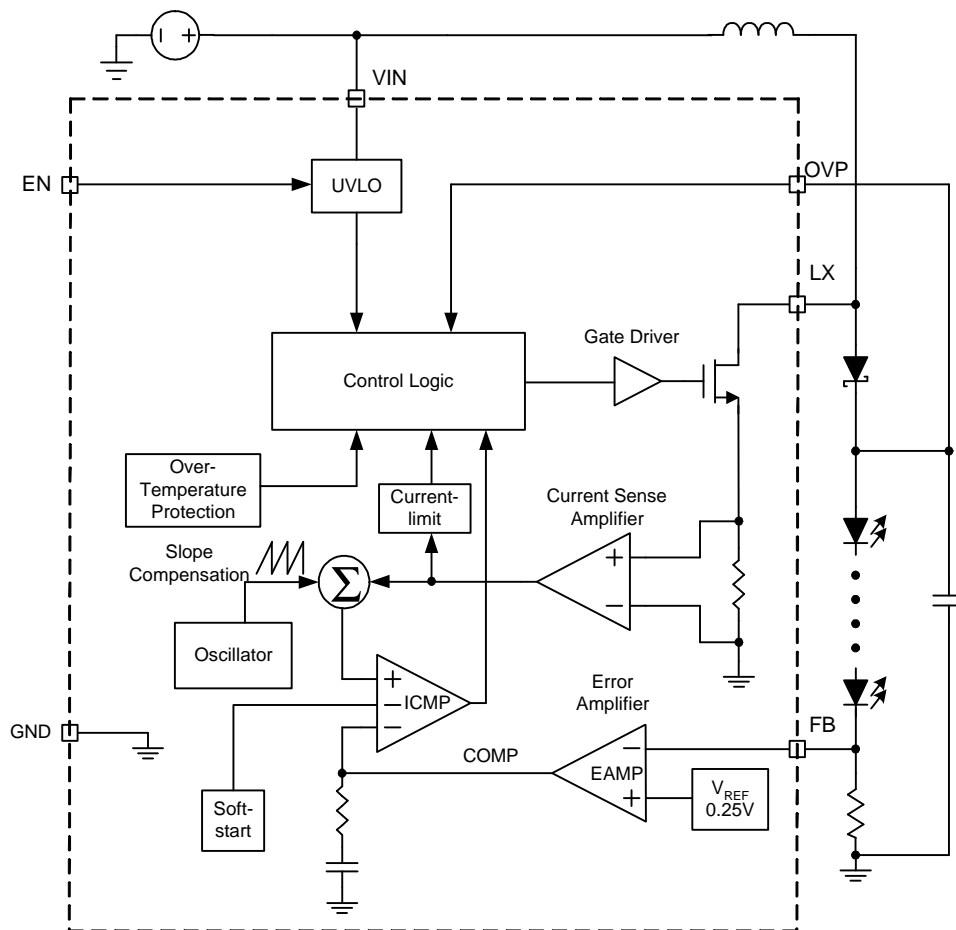 VIN
EN
UVLO
OVP
LX
Gate Driver
Control Logic
Over-
Temperature
Protection
Current-
limit
Current Sense
Amplifier
+
−
Slope
Compensation
Σ
Oscillator
+
−
−
ICMP
Error
Amplifier
GND
FB
COMP
−
EAMP
+
VREF
0.25V
Soft-
start